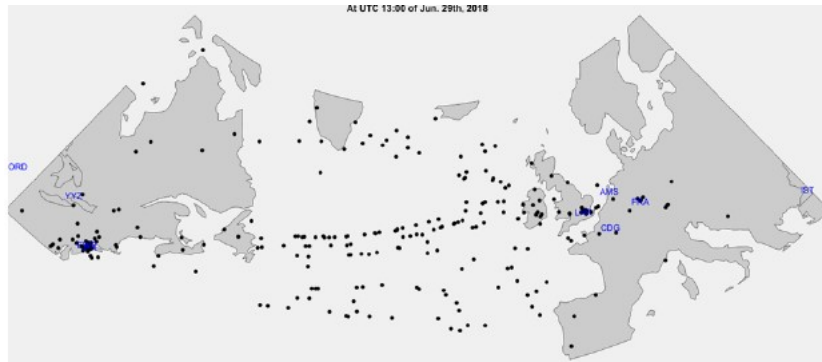 At UTC 13:00 of Jun. 29th, 2018
ORD
YYZ
AMS
IST
FRA
CDG